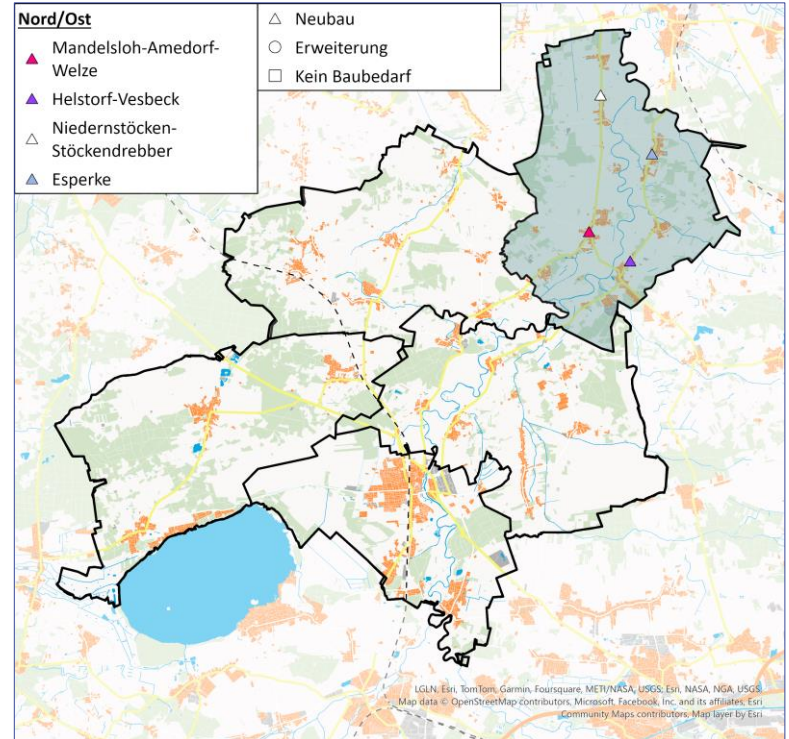 Nord/Ost
Mandelsloh-Amedorf-
Welze
Helstorf-Vesbeck
Niedernstöcken-
Stöckendrebber
Esperke
Neubau
Erweiterung
Kein Baubedarf
LGLN, Esri, TomTom, Garmin, Foursquare, METI/NASA, USGS; Esri, NASA, NGA, USGS;
Map data © OpenStreetMap contributors, Microsoft, Facebook, Inc. and its affiliates, Esri
Community Maps contributors, Map layer by Esri